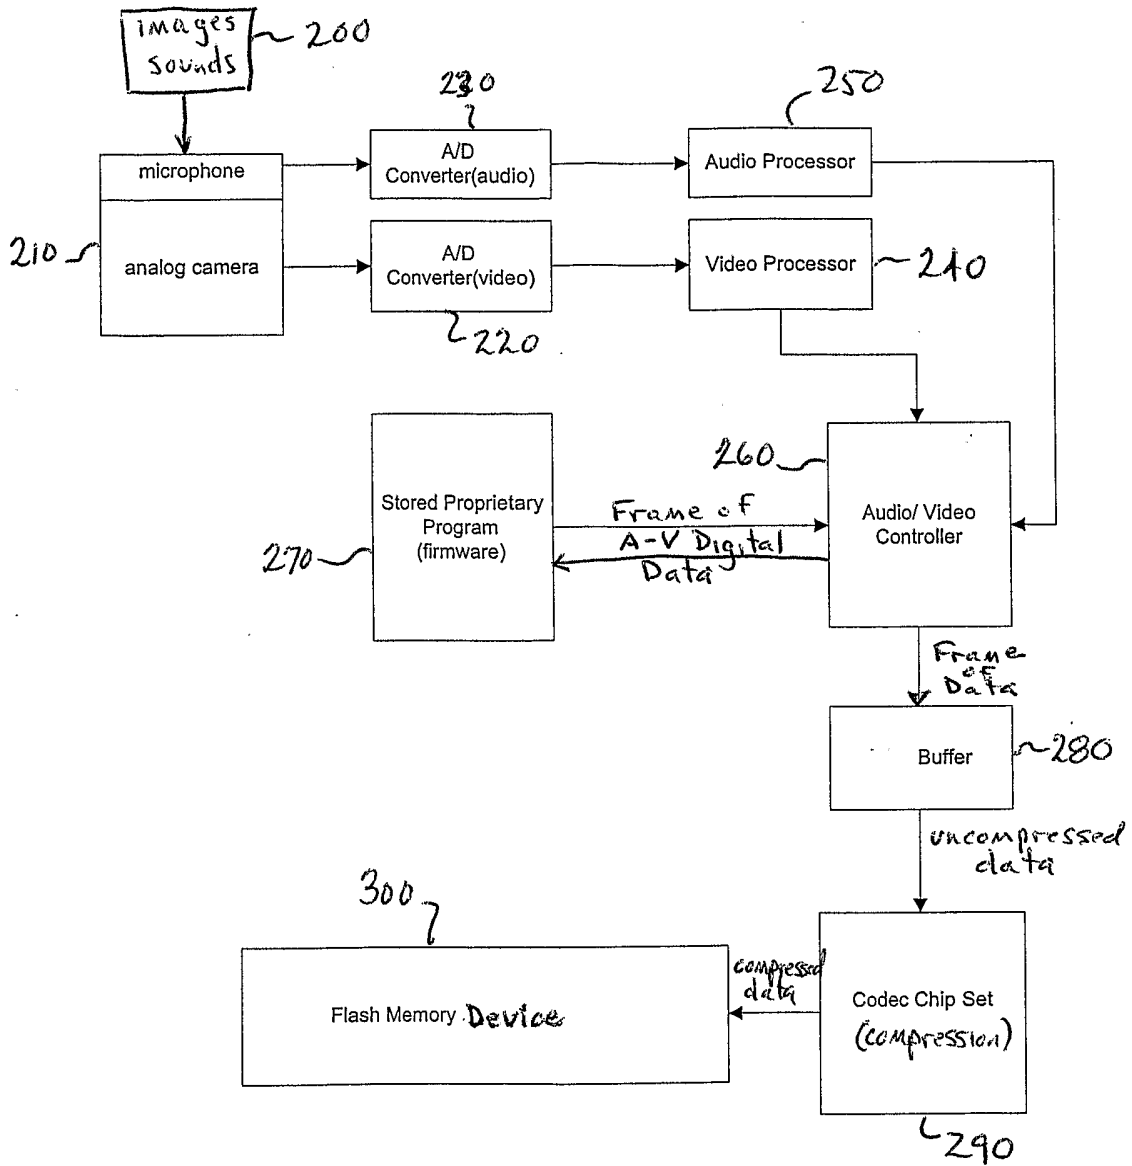 images
sounds
200
230
250
microphone
A/D
Converter(audio)
Audio Processor
210
analog camera
A/D
Converter(video)
Video Processor
240
220
260
Stored Proprietary
Program
(firmware)
Frame of
A-V Digital
Data
Audio/ Video
Controller
270
Frame
of
Data
Buffer
280
uncompressed
data
300
compressed
data
Flash Memory Device
Codec Chip Set
(compression)
290